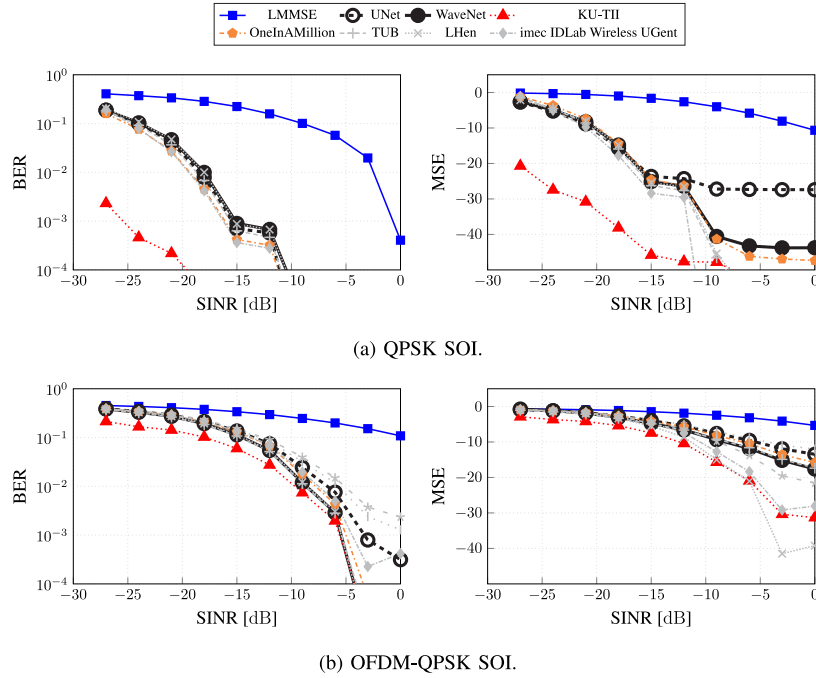 LMMSE UNet WaveNet KU-TII
OneInAMillion TUB LHen imec IDLab Wireless UGent
10^0
10^-1
10^-2
10^-3
10^-4
BER
−30 −25 −20 −15 −10 −5 0
SINR [dB]
0
−10
−20
−30
−40
MSE
−30 −25 −20 −15 −10 −5 0
SINR [dB]
(a) QPSK SOI.
10^0
10^-1
10^-2
10^-3
10^-4
BER
−30 −25 −20 −15 −10 −5 0
SINR [dB]
0
−10
−20
−30
−40
−50
MSE
−30 −25 −20 −15 −10 −5 0
SINR [dB]
(b) OFDM-QPSK SOI.